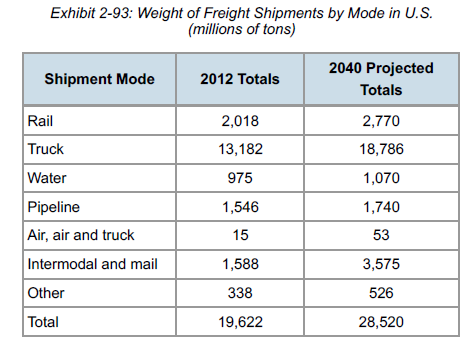 Exhibit 2-93: Weight of Freight Shipments by Mode in U.S.
(millions of tons)
Shipment Mode 2012 Totals 2040 Projected Totals
Rail 2,018 2,770
Truck 13,182 18,786
Water 975 1,070
Pipeline 1,546 1,740
Air, air and truck 15 53
Intermodal and mail 1,588 3,575
Other 338 526
Total 19,622 28,520